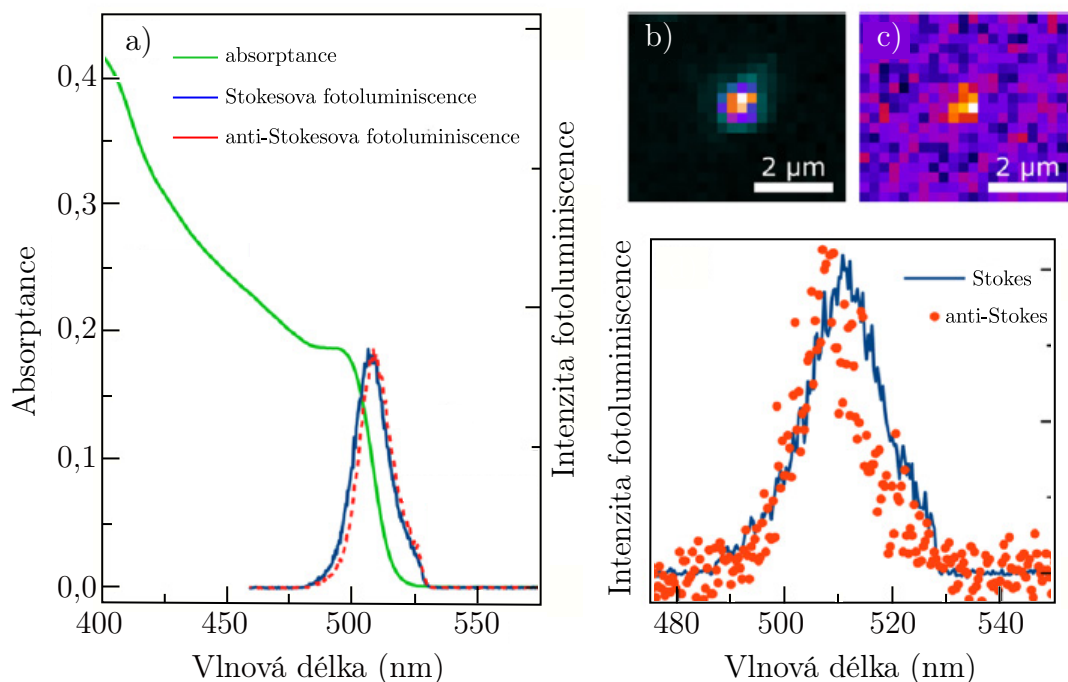 a)
absorptance
Stokesova fotoluminiscence
anti-Stokesova fotoluminiscence
0,4
0,3
0,2
0,1
0,0
Absorptance
400
450
500
550
Vlnová délka (nm)
Intenzita fotoluminiscence
b)
2 µm
c)
2 µm
Stokes
anti-Stokes
Intenzita fotoluminiscence
480
500
520
540
Vlnová délka (nm)